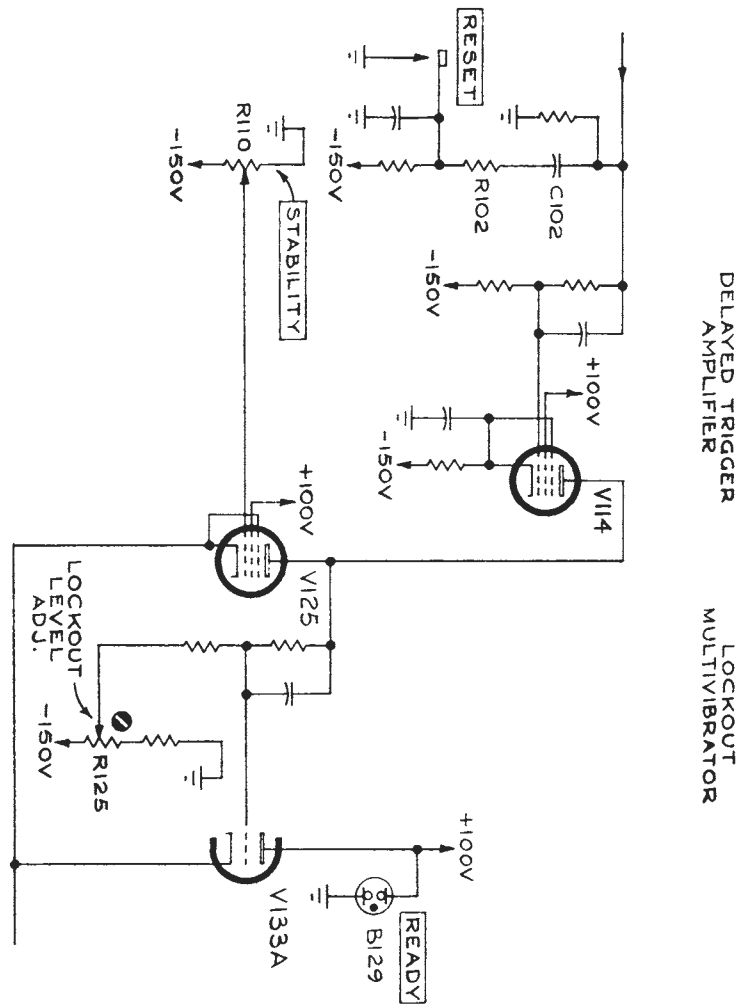 DELAYED TRIGGER
AMPLIFIER
LOCKOUT
MULTIVIBRATOR
C102
R102
RESET
-150V
-150V
+100V
V114
-150V
+100V
READY
B129
R110
-150V
STABILITY
+100V
V125
V133A
LOCKOUT
LEVEL
ADJ.
R125
-150V